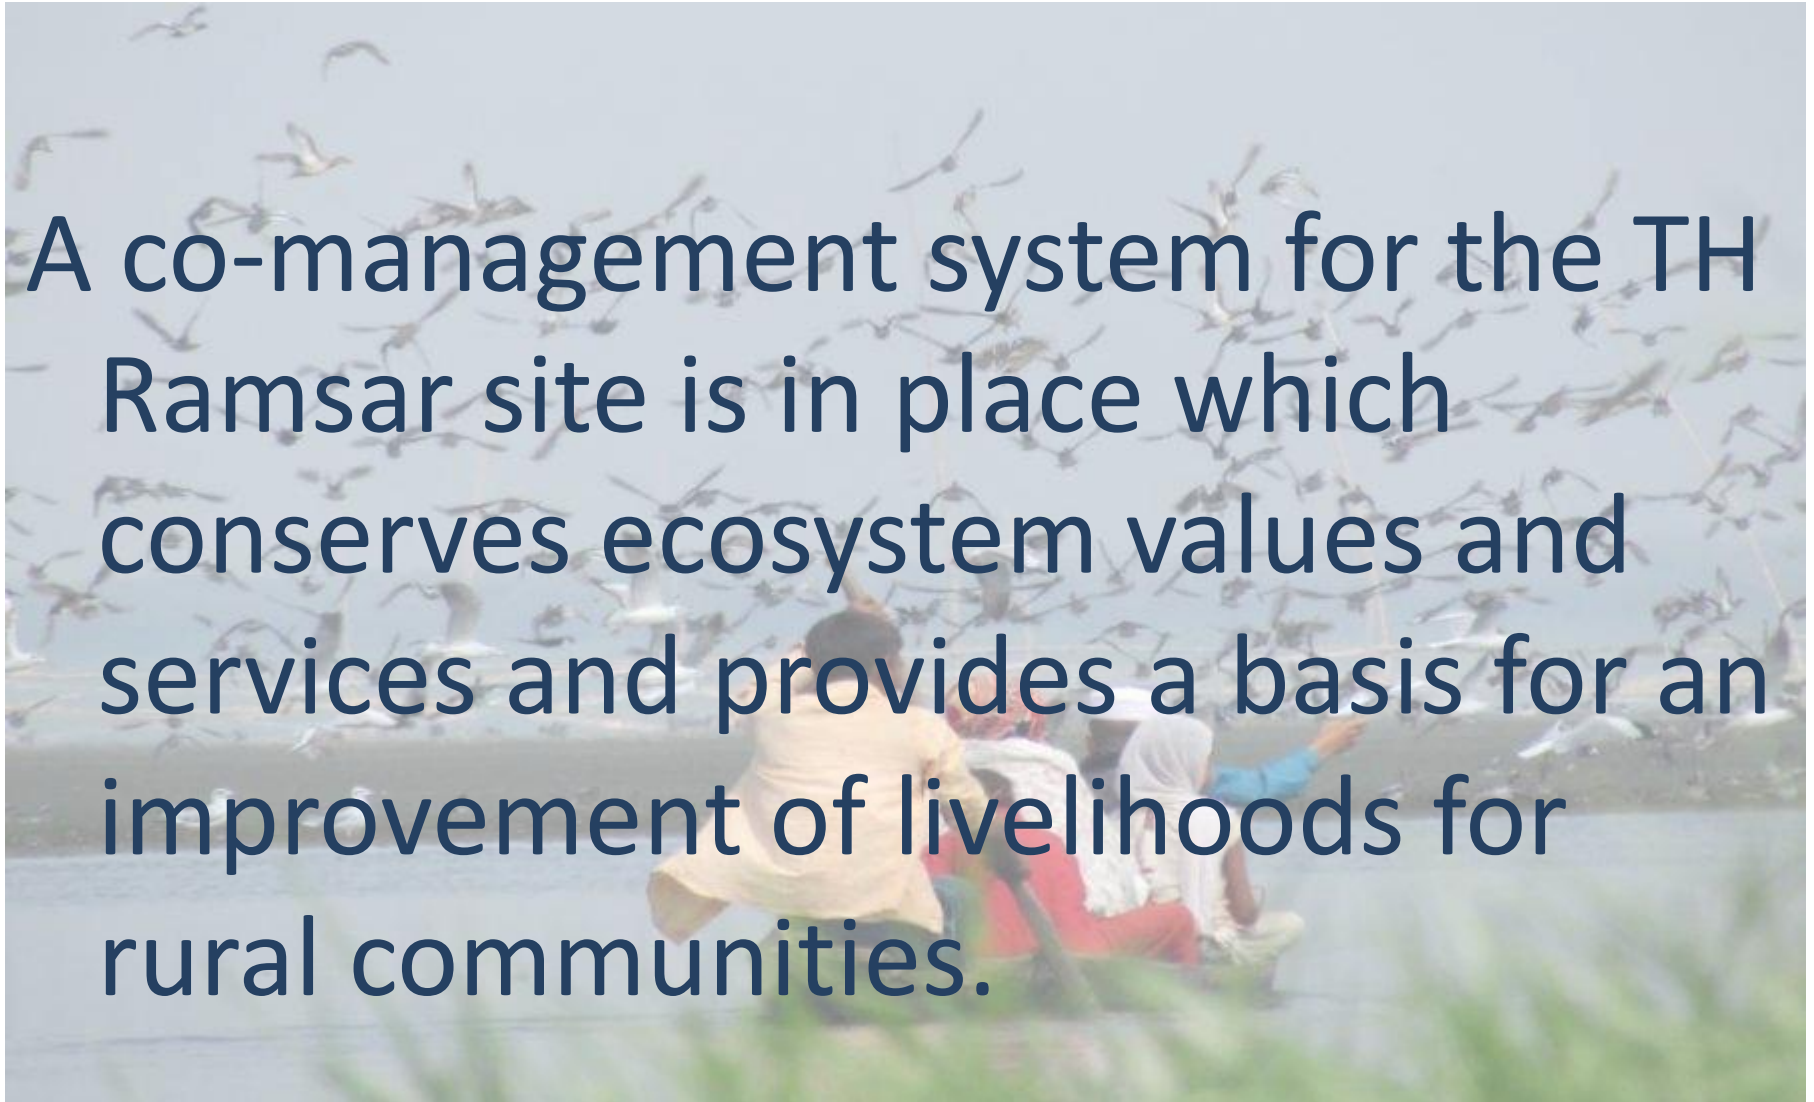 A co-management system for the TH
Ramsar site is in place which
conserves ecosystem values and
services and provides a basis for an
improvement of livelihoods for
rural communities.